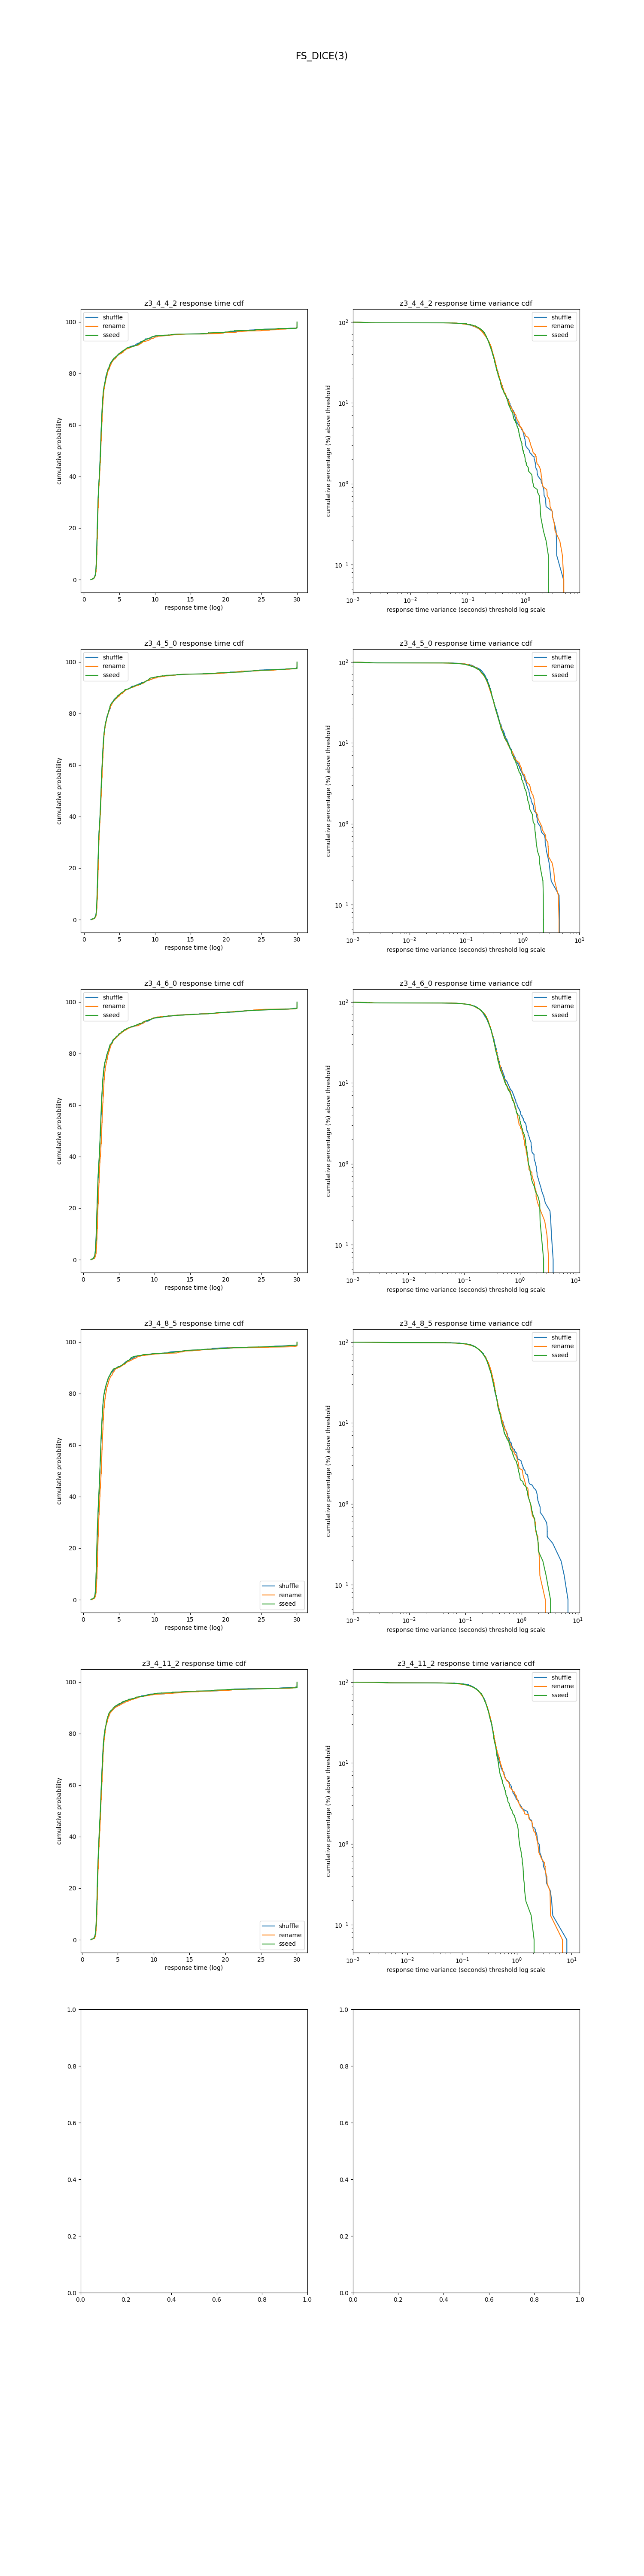 FS_DICE(3)
z3_4_4_2 response time cdf
shuffle
rename
sseed
100
80
60
40
20
0
cumulative probability
0 5 10 15 20 25 30
response time (log)
z3_4_4_2 response time variance cdf
shuffle
rename
sseed
10²
10¹
10⁰
10⁻¹
cumulative percentage (%) above threshold
10⁻³ 10⁻² 10⁻¹ 10⁰
response time variance (seconds) threshold log scale
z3_4_5_0 response time cdf
shuffle
rename
sseed
100
80
60
40
20
0
cumulative probability
0 5 10 15 20 25 30
response time (log)
z3_4_5_0 response time variance cdf
shuffle
rename
sseed
10²
10¹
10⁰
10⁻¹
cumulative percentage (%) above threshold
10⁻³ 10⁻² 10⁻¹ 10⁰ 10¹
response time variance (seconds) threshold log scale
z3_4_6_0 response time cdf
shuffle
rename
sseed
100
80
60
40
20
0
cumulative probability
0 5 10 15 20 25 30
response time (log)
z3_4_6_0 response time variance cdf
shuffle
rename
sseed
10²
10¹
10⁰
10⁻¹
cumulative percentage (%) above threshold
10⁻³ 10⁻² 10⁻¹ 10⁰ 10¹
response time variance (seconds) threshold log scale
z3_4_8_5 response time cdf
100
80
60
40
20
0
cumulative probability
shuffle
rename
sseed
0 5 10 15 20 25 30
response time (log)
z3_4_8_5 response time variance cdf
shuffle
rename
sseed
10²
10¹
10⁰
10⁻¹
cumulative percentage (%) above threshold
10⁻³ 10⁻² 10⁻¹ 10⁰ 10¹
response time variance (seconds) threshold log scale
z3_4_11_2 response time cdf
100
80
60
40
20
0
cumulative probability
shuffle
rename
sseed
0 5 10 15 20 25 30
response time (log)
z3_4_11_2 response time variance cdf
shuffle
rename
sseed
10²
10¹
10⁰
10⁻¹
cumulative percentage (%) above threshold
10⁻³ 10⁻² 10⁻¹ 10⁰ 10¹
response time variance (seconds) threshold log scale
1.0
0.8
0.6
0.4
0.2
0.0
0.0 0.2 0.4 0.6 0.8 1.0
1.0
0.8
0.6
0.4
0.2
0.0
0.0 0.2 0.4 0.6 0.8 1.0